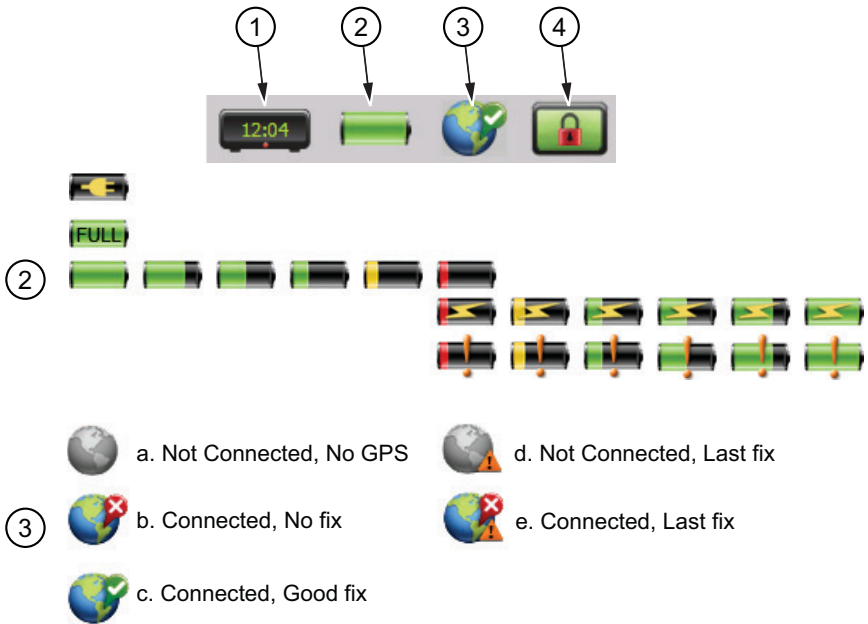 1 2 3 4
12:04
FULL
2
a. Not Connected, No GPS
d. Not Connected, Last fix
3
b. Connected, No fix
e. Connected, Last fix
c. Connected, Good fix